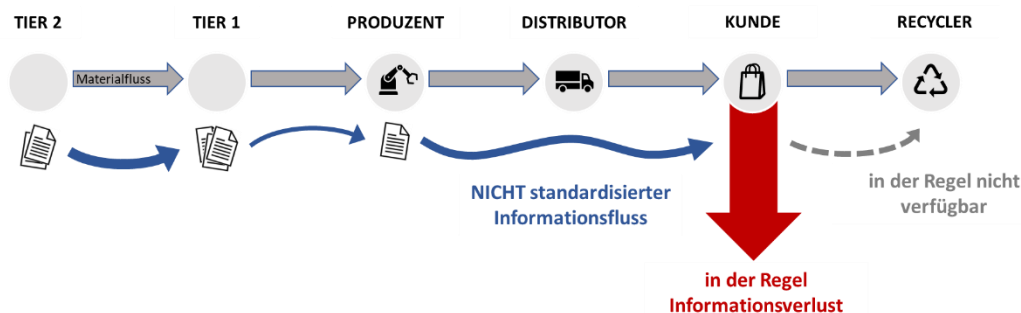 TIER 2
TIER 1
PRODUZENT
DISTRIBUTOR
KUNDE
RECYCLER
Materialfluss
NICHT standardisierter
Informationsfluss
in der Regel nicht
verfügbar
in der Regel
Informationsverlust